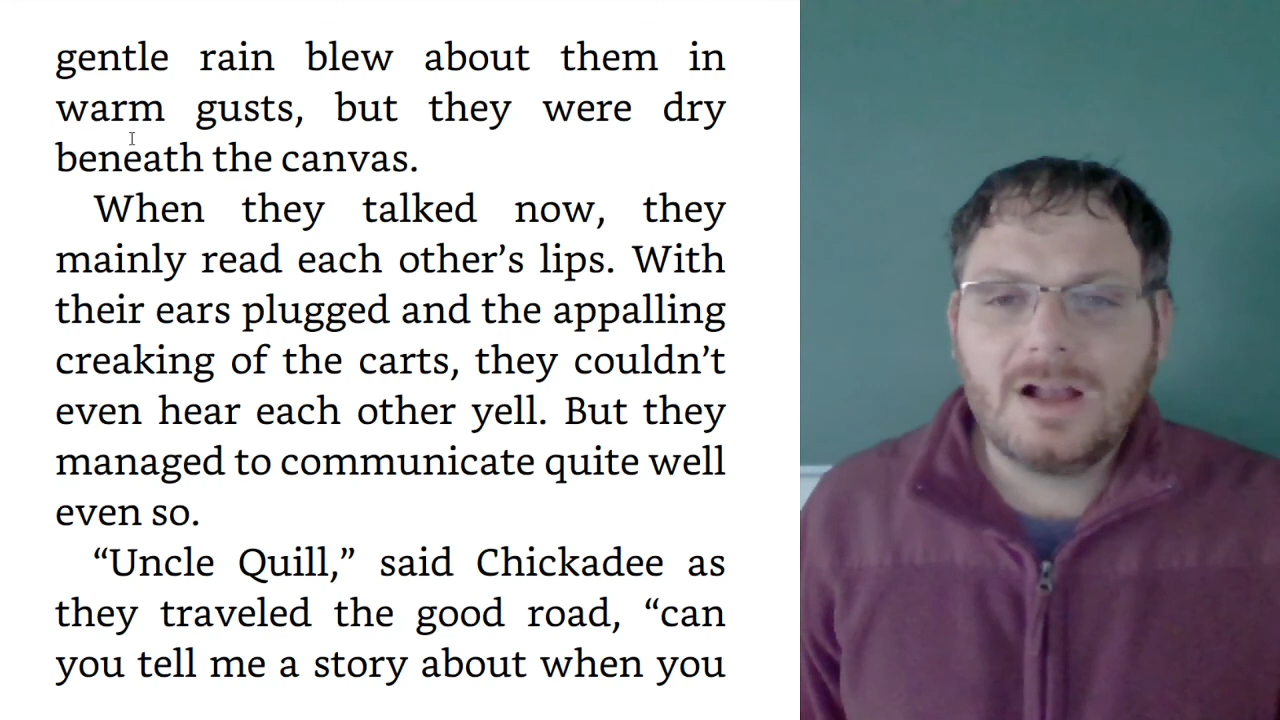 gentle rain blew about them in
warm gusts, but they were dry
beneath the canvas.
When they talked now, they
mainly read each other’s lips. With
their ears plugged and the appalling
creaking of the carts, they couldn’t
even hear each other yell. But they
managed to communicate quite well
even so.
“Uncle Quill,” said Chickadee as
they traveled the good road, “can
you tell me a story about when you